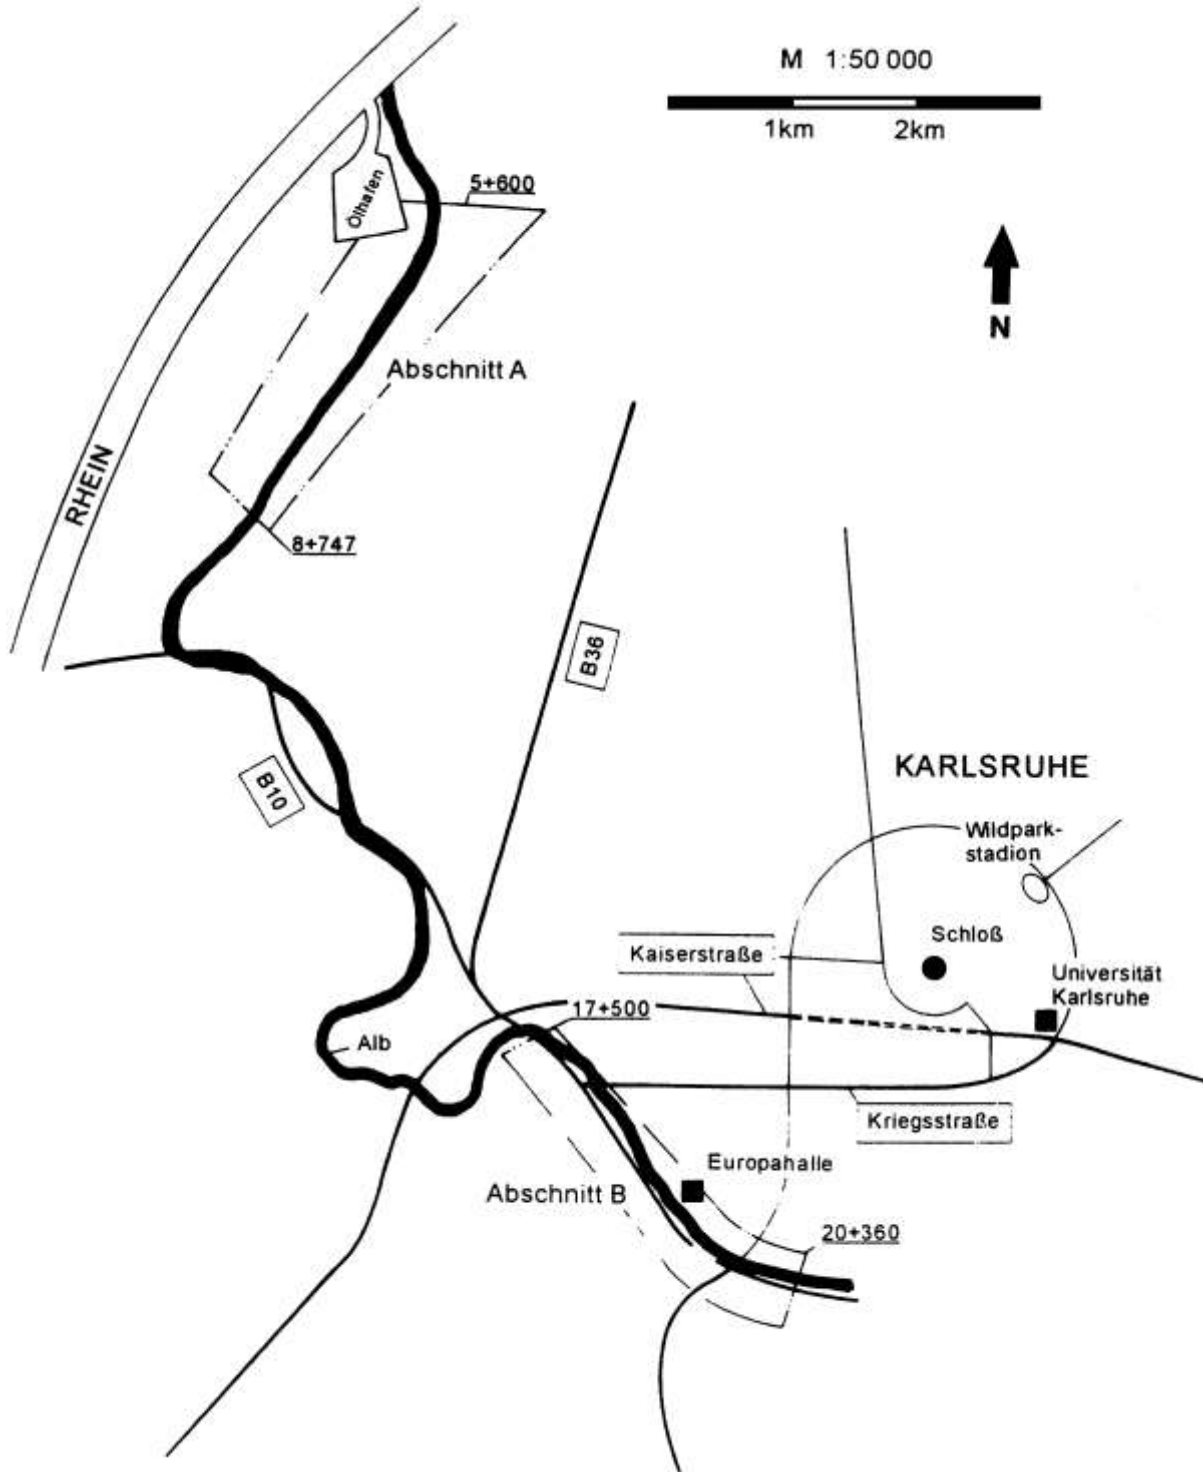 M 1:50 000
1km 2km
5+600
Ölhafen
N
Abschnitt A
RHEIN
8+747
B36
B10
KARLSRUHE
Wildpark-
stadion
Schloß
Kaiserstraße
Universität
Karlsruhe
17+500
Alb
Kriegsstraße
Europahalle
Abschnitt B
20+360